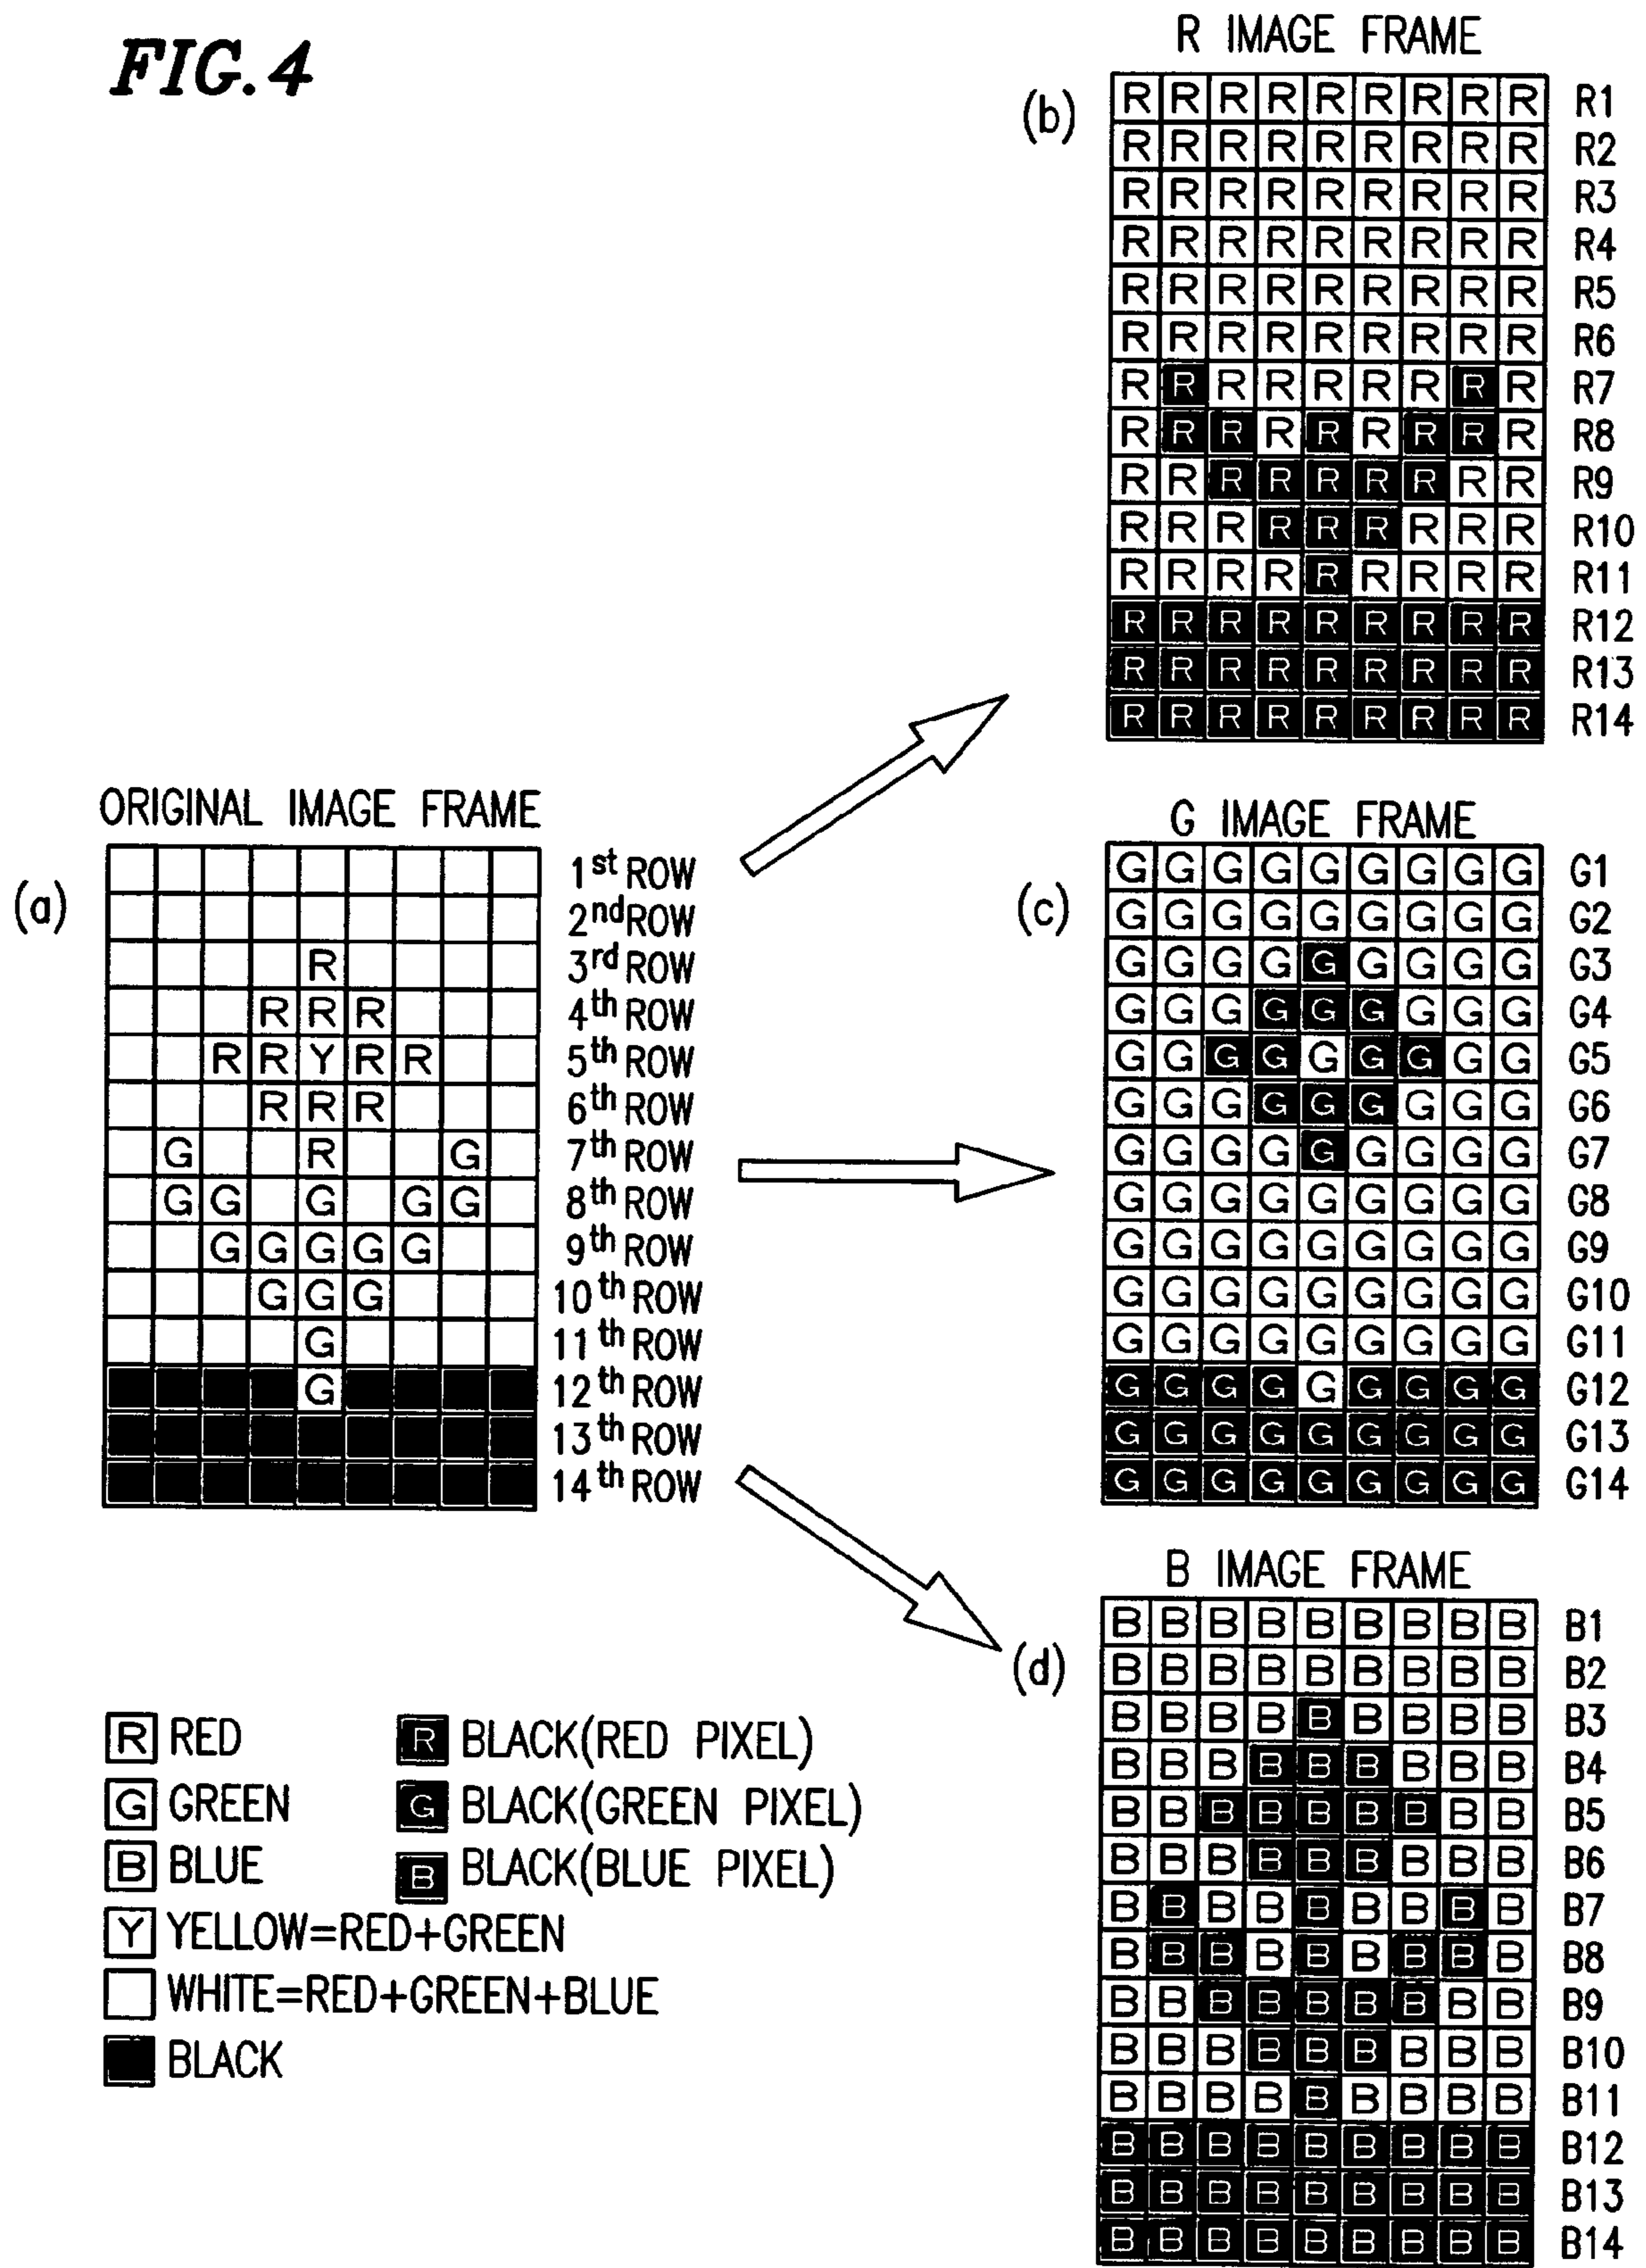 FIG. 4
R IMAGE FRAME
(b)
R R R R R R R R R R1
R R R R R R R R R R2
R R R R R R R R R R3
R R R R R R R R R R4
R R R R R R R R R R5
R R R R R R R R R R6
R R R R R R R R R R7
R R R R R R R R R R8
R R R R R R R R R R9
R R R R R R R R R R10
R R R R R R R R R R11
R R R R R R R R R R12
R R R R R R R R R R13
R R R R R R R R R R14
ORIGINAL IMAGE FRAME
(a)
1st ROW
2nd ROW
R 3rd ROW
R R R 4th ROW
R R Y R R 5th ROW
R R R 6th ROW
G R G 7th ROW
G G G G G 8th ROW
G G G G G 9th ROW
G G G 10th ROW
G 11th ROW
G 12th ROW
13th ROW
14th ROW
G IMAGE FRAME
(c)
G G G G G G G G G G1
G G G G G G G G G G2
G G G G G G G G G G3
G G G G G G G G G G4
G G G G G G G G G G5
G G G G G G G G G G6
G G G G G G G G G G7
G G G G G G G G G G8
G G G G G G G G G G9
G G G G G G G G G G10
G G G G G G G G G G11
G G G G G G G G G G12
G G G G G G G G G G13
G G G G G G G G G G14
B IMAGE FRAME
(d)
B B B B B B B B B B1
B B B B B B B B B B2
B B B B B B B B B B3
B B B B B B B B B B4
B B B B B B B B B B5
B B B B B B B B B B6
B B B B B B B B B B7
B B B B B B B B B B8
B B B B B B B B B B9
B B B B B B B B B B10
B B B B B B B B B B11
B B B B B B B B B B12
B B B B B B B B B B13
B B B B B B B B B B14
R RED
G GREEN
B BLUE
Y YELLOW=RED+GREEN
WHITE=RED+GREEN+BLUE
BLACK
R BLACK(RED PIXEL)
G BLACK(GREEN PIXEL)
B BLACK(BLUE PIXEL)